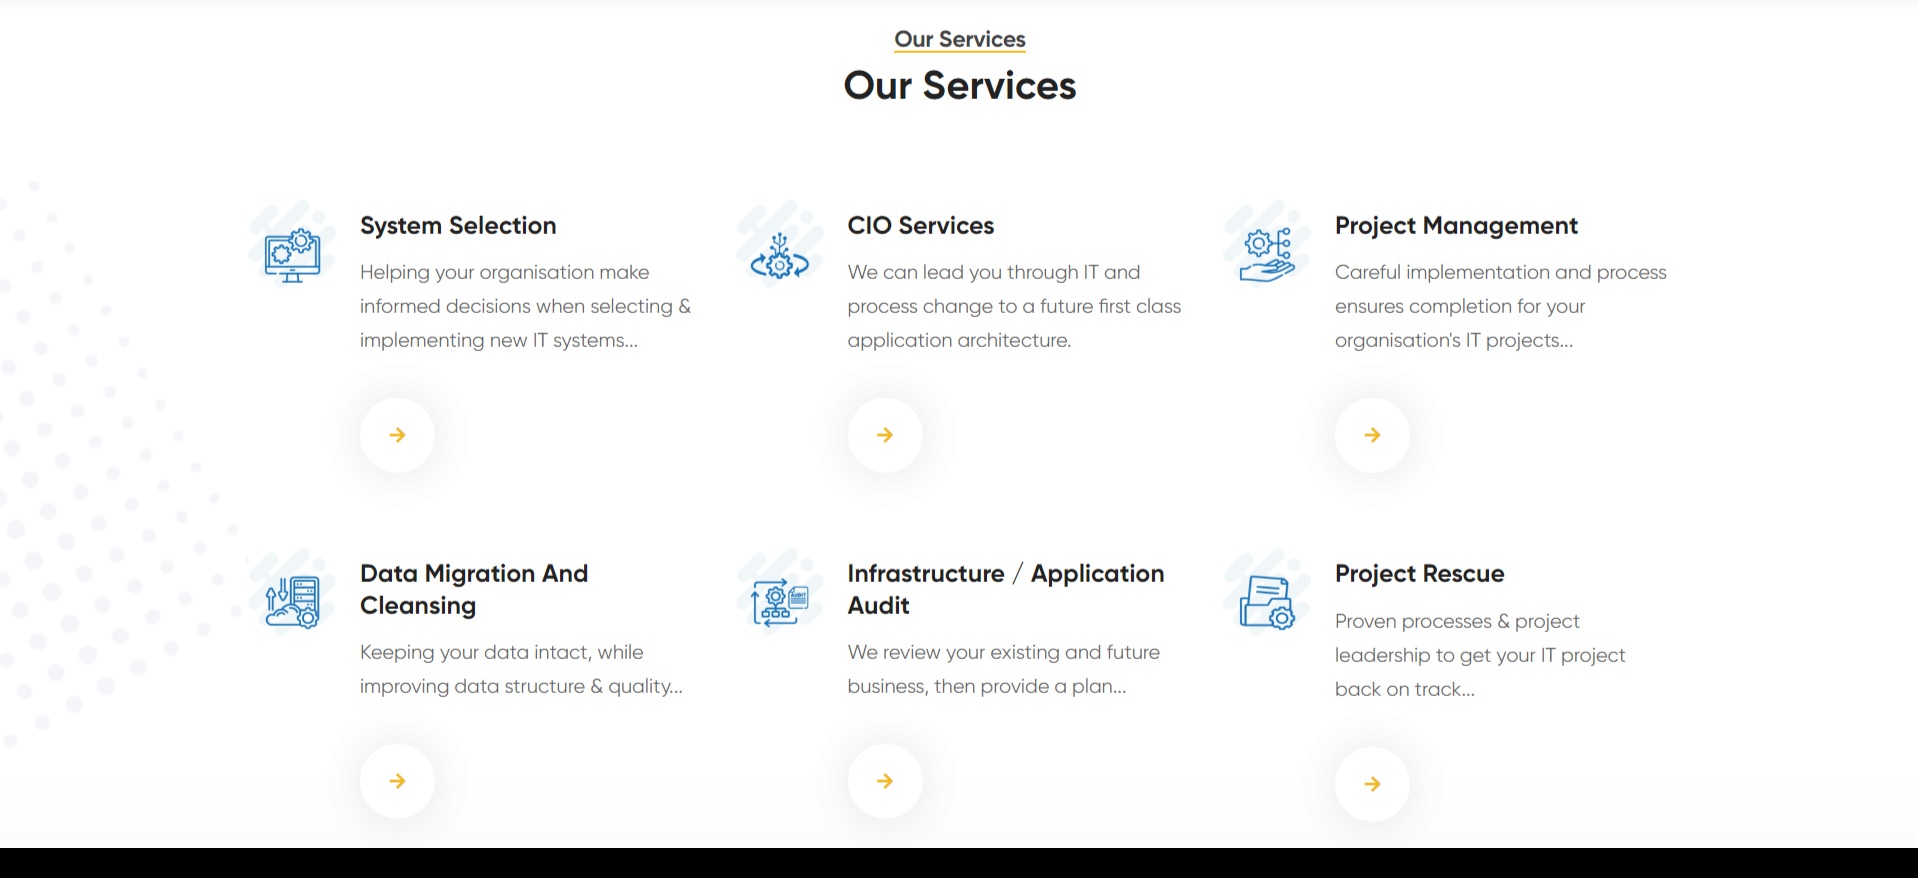 Our Services
Our Services
System Selection
Helping your organisation make
informed decisions when selecting &
implementing new IT systems...
CIO Services
We can lead you through IT and
process change to a future first class
application architecture.
Project Management
Careful implementation and process
ensures completion for your
organisation's IT projects...
Data Migration And
Cleansing
Keeping your data intact, while
improving data structure & quality...
Infrastructure / Application
Audit
AUDIT
We review your existing and future
business, then provide a plan...
Project Rescue
Proven processes & project
leadership to get your IT project
back on track...